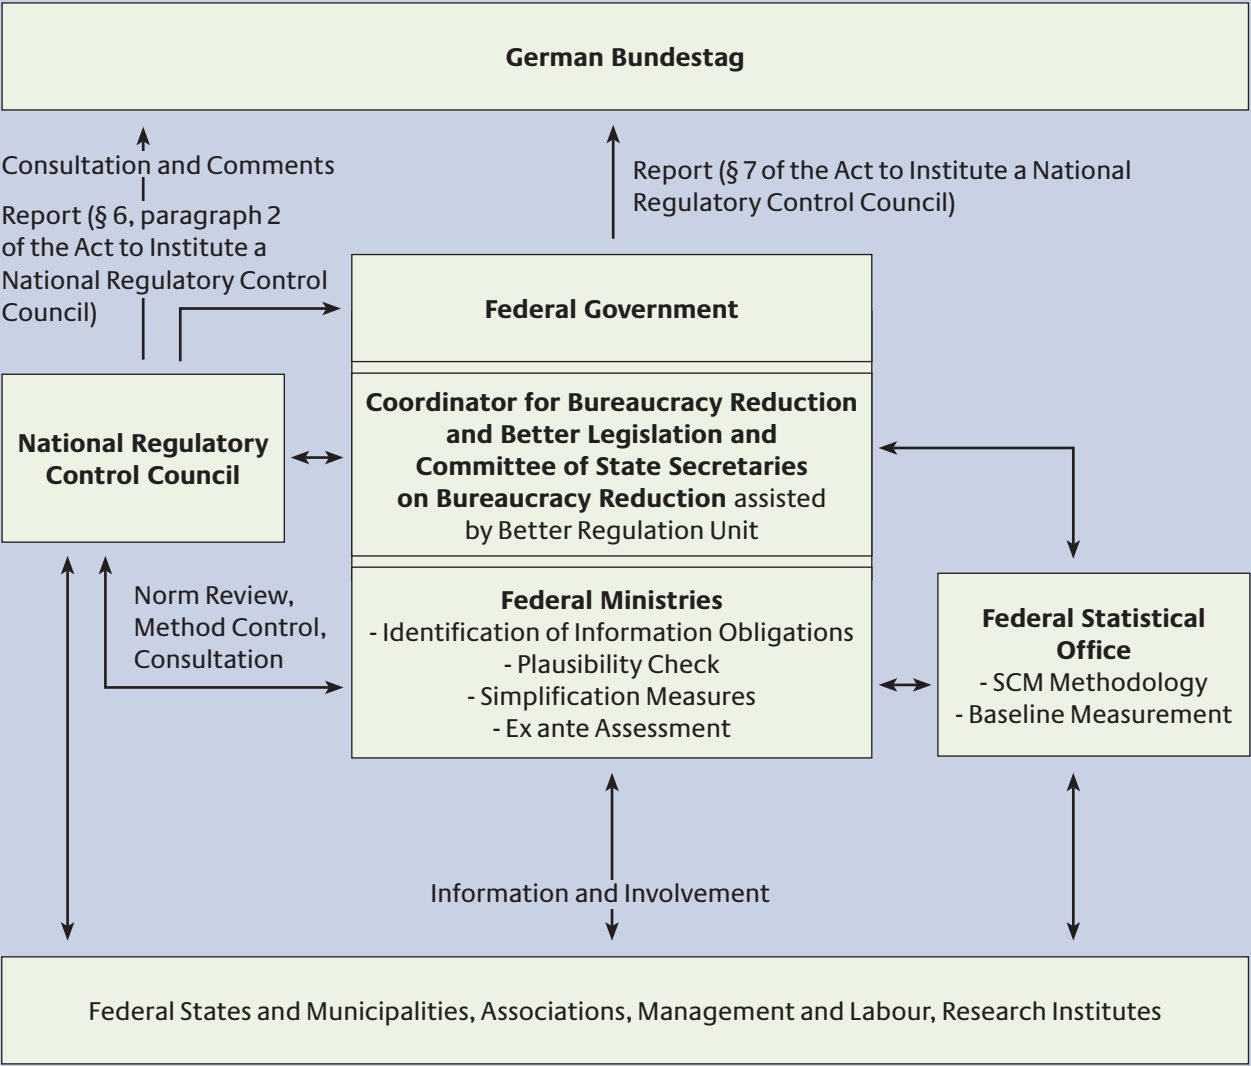 German Bundestag
Consultation and Comments
Report (§ 6, paragraph 2
of the Act to Institute a
National Regulatory Control
Council)
Report (§ 7 of the Act to Institute a National
Regulatory Control Council)
Federal Government
National Regulatory
Control Council
Coordinator for Bureaucracy Reduction
and Better Legislation and
Committee of State Secretaries
on Bureaucracy Reduction assisted
by Better Regulation Unit
Norm Review,
Method Control,
Consultation
Federal Ministries
- Identification of Information Obligations
- Plausibility Check
- Simplification Measures
- Ex ante Assessment
Federal Statistical
Office
- SCM Methodology
- Baseline Measurement
Information and Involvement
Federal States and Municipalities, Associations, Management and Labour, Research Institutes